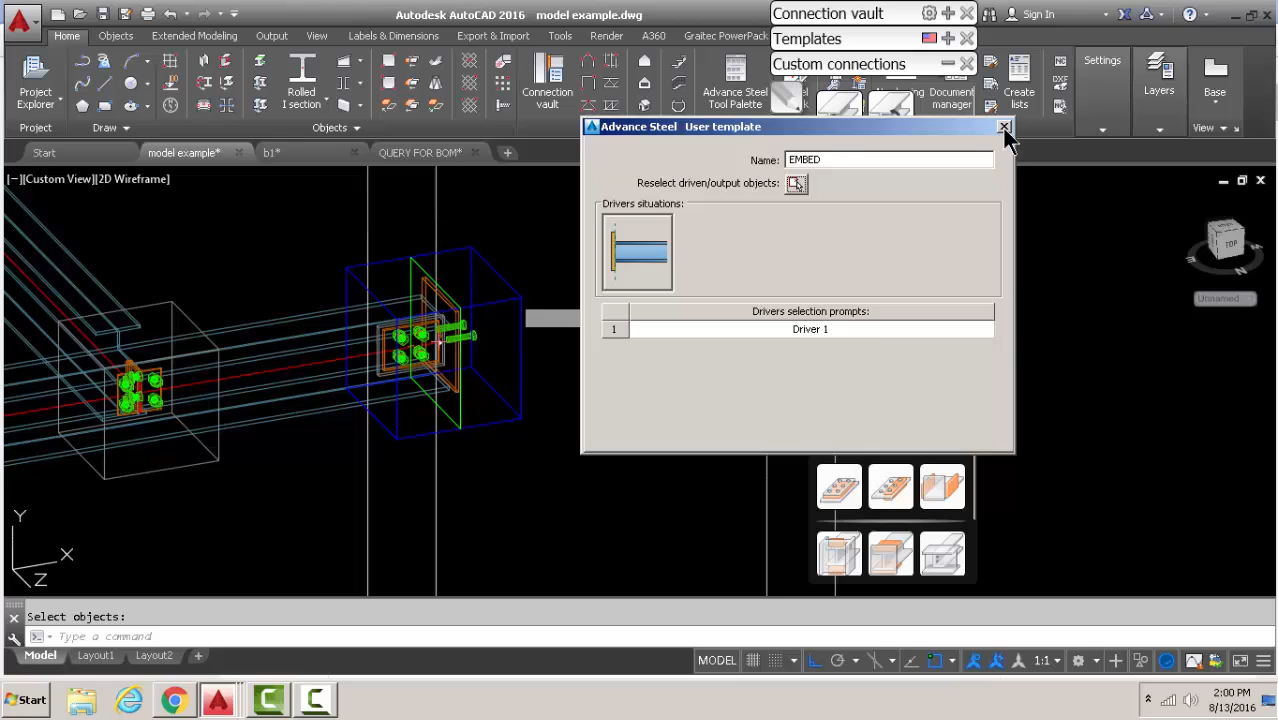 Autodesk AutoCAD 2016 model example.dwg
Sign In
Connection vault
Templates
Custom connections
Home
Objects
Extended Modeling
Output
View
Labels & Dimensions
Export & Import
Tools
Render
A360
Graitec PowerPack
Project
Explorer
Rolled
I section
Connection
vault
Advance Steel
Tool Palette
Document
manager
Create
lists
NC
DXF
Settings
Layers
Base
Project
Draw
Objects
View
Start
model example*
b1*
QUERY FOR BOM*
[−][Custom View][2D Wireframe]
Advance Steel User template
Name: EMBED
Reselect driven/output objects:
Drivers situations:
Drivers selection prompts:
1 Driver 1
TOP
Unnamed
Y
X
Z
Select objects:
Type a command
Model
Layout1
Layout2
MODEL
1:1
Start
2:00 PM
8/13/2016